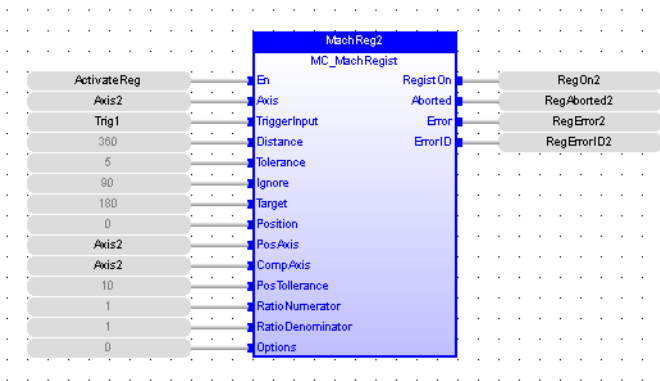 MachReg2
MC_MachRegist
ActivateReg En RegistOn RegOn2
Axis2 Axis Aborted RegAborted2
Trig1 TriggerInput Error RegError2
360 Distance ErrorID RegErrorID2
5 Tolerance
90 Ignore
180 Target
0 Position
Axis2 PosAxis
Axis2 CompAxis
10 PosTollerance
1 RatioNumerator
1 RatioDenominator
0 Options